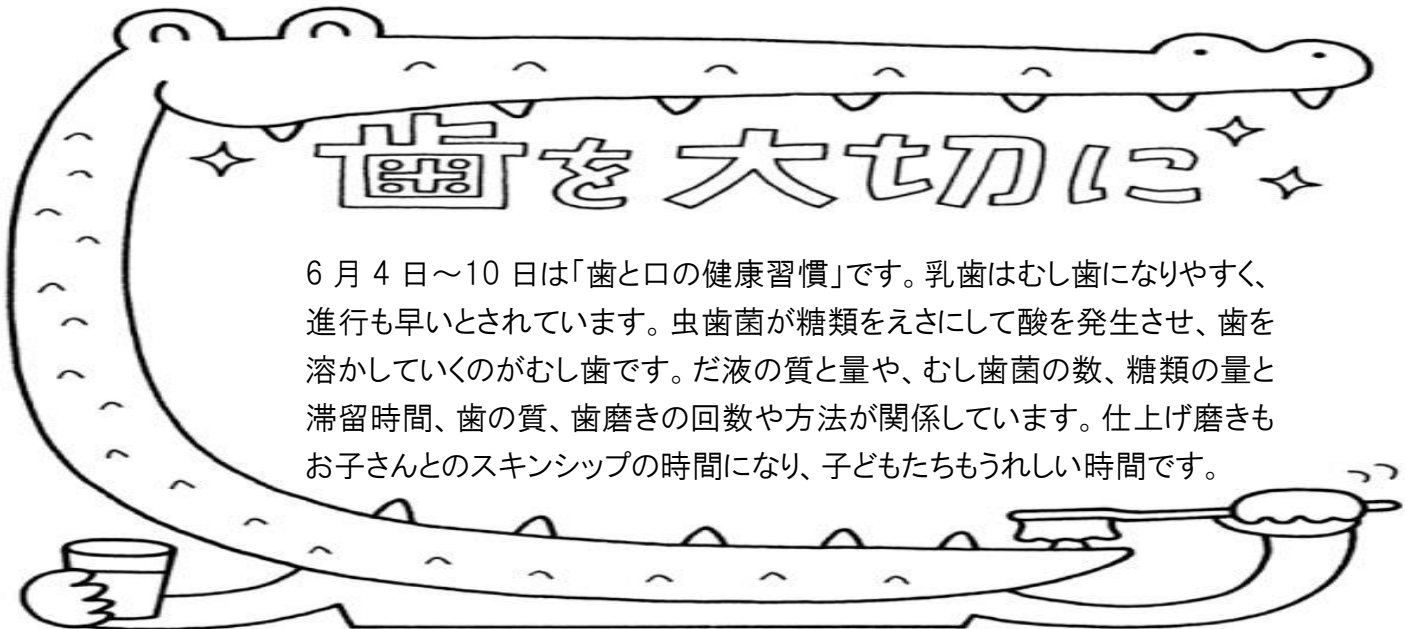 歯を大切に
6 月 4 日～10 日は「歯と口の健康習慣」です。乳歯はむし歯になりやすく、
進行も早いとされています。虫歯菌が糖類をえさにして酸を発生させ、歯を
溶かしていくのがむし歯です。だ液の質と量や、むし歯菌の数、糖類の量と
滞留時間、歯の質、歯磨きの回数や方法が関係しています。仕上げ磨きも
お子さんとのスキンシップの時間になり、子どもたちもうれしい時間です。